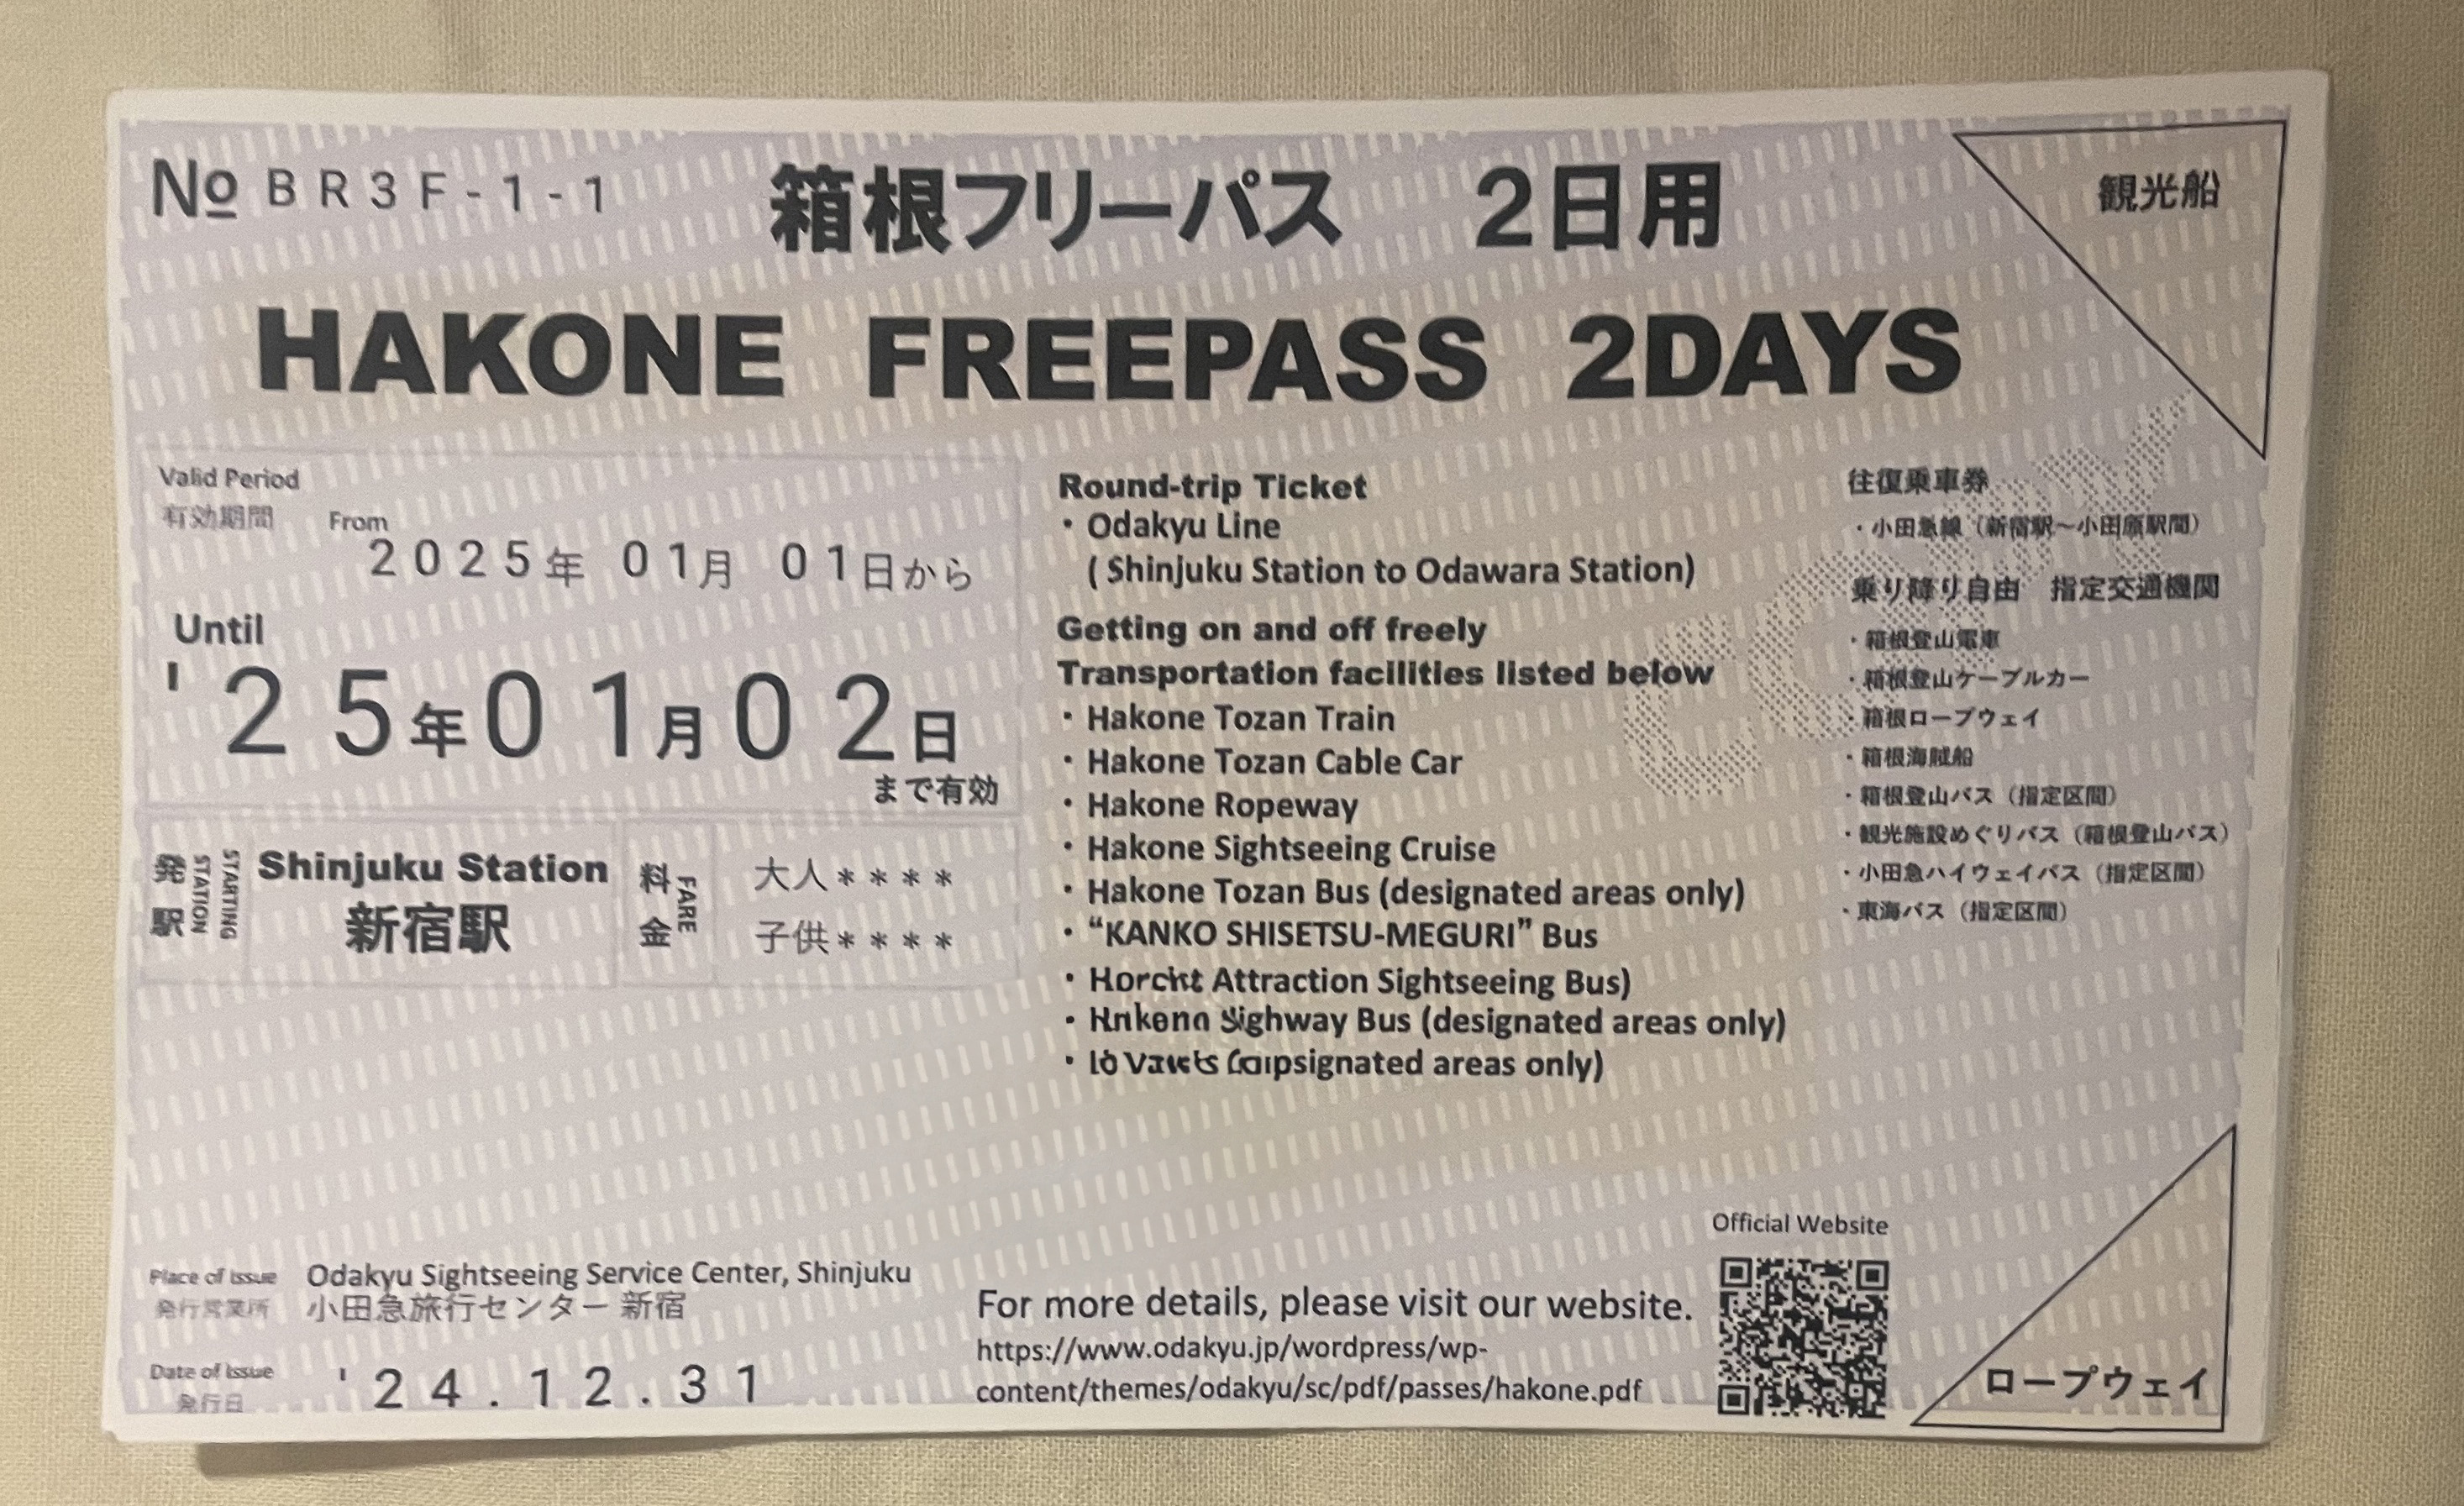 No BR3F-1-1
箱根フリーパス 2日用
観光船
HAKONE FREEPASS 2DAYS
Valid Period
有効期間
From
2025年 01月 01日から
Until
'25年01月02日
まで有効
発駅
STARTING STATION
Shinjuku Station
新宿駅
料金
FARE
大人****
子供****
Round-trip Ticket
・Odakyu Line
( Shinjuku Station to Odawara Station)
Getting on and off freely
Transportation facilities listed below
・Hakone Tozan Train
・Hakone Tozan Cable Car
・Hakone Ropeway
・Hakone Sightseeing Cruise
・Hakone Tozan Bus (designated areas only)
・“KANKO SHISETSU-MEGURI” Bus
・Attraction Sightseeing Bus)
・Bus (designated areas only)
・areas only)
往復乗車券
・小田急線（新宿駅～小田原駅間）
乗り降り自由 指定交通機関
・箱根登山電車
・箱根登山ケーブルカー
・箱根ロープウェイ
・箱根海賊船
・箱根登山バス（指定区間）
・観光施設めぐりバス（箱根登山バス）
・小田急ハイウェイバス（指定区間）
・東海バス（指定区間）
Place of Issue
発行営業所
Odakyu Sightseeing Service Center, Shinjuku
小田急旅行センター 新宿
Date of Issue
発行日
'24.12.31
For more details, please visit our website.
https://www.odakyu.jp/wordpress/wp-
content/themes/odakyu/sc/pdf/passes/hakone.pdf
Official Website
ロープウェイ